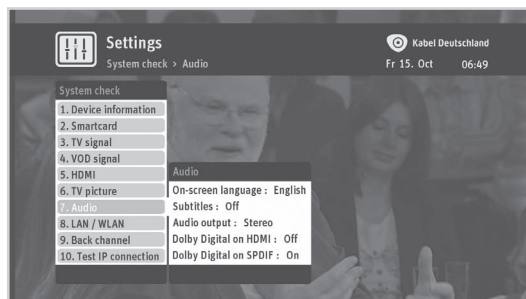 Settings
System check > Audio
Kabel Deutschland
Fr 15. Oct 06:49
System check
1. Device information
2. Smartcard
3. TV signal
4. VOD signal
5. HDMI
6. TV picture
7. Audio
8. LAN / WLAN
9. Back channel
10. Test IP connection
Audio
On-screen language : English
Subtitles : Off
Audio output : Stereo
Dolby Digital on HDMI : Off
Dolby Digital on SPDIF : On